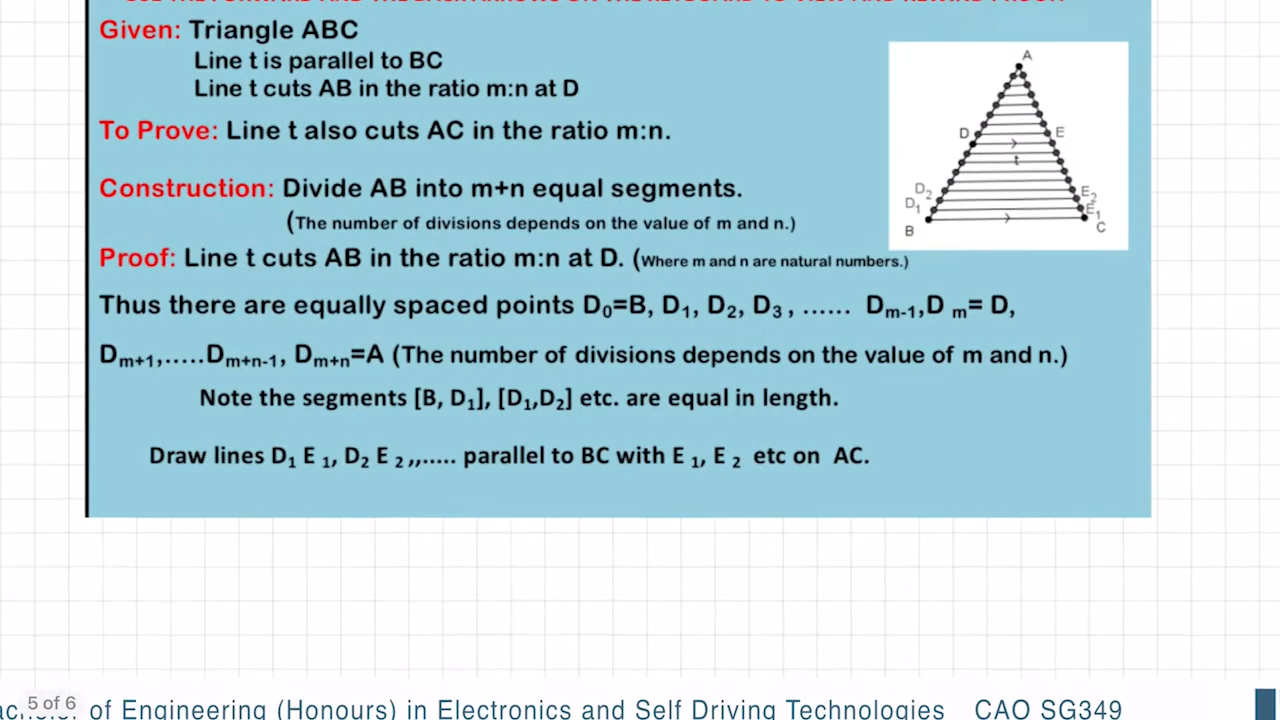 Given: Triangle ABC
Line t is parallel to BC
Line t cuts AB in the ratio m:n at D
To Prove: Line t also cuts AC in the ratio m:n.
Construction: Divide AB into m+n equal segments.
(The number of divisions depends on the value of m and n.)
A
D
E
t
D₂
E₂
D₁
E₁
B
C
Proof: Line t cuts AB in the ratio m:n at D. (Where m and n are natural numbers.)
Thus there are equally spaced points D₀=B, D₁, D₂, D₃ , ...... Dₘ₋₁,D ₘ= D,
Dₘ₊₁,.....Dₘ₊ₙ₋₁, Dₘ₊ₙ=A (The number of divisions depends on the value of m and n.)
Note the segments [B, D₁], [D₁,D₂] etc. are equal in length.
Draw lines D₁ E ₁, D₂ E ₂ ,,..... parallel to BC with E ₁, E ₂ etc on AC.
5 of 6
of Engineering (Honours) in Electronics and Self Driving Technologies CAO SG349